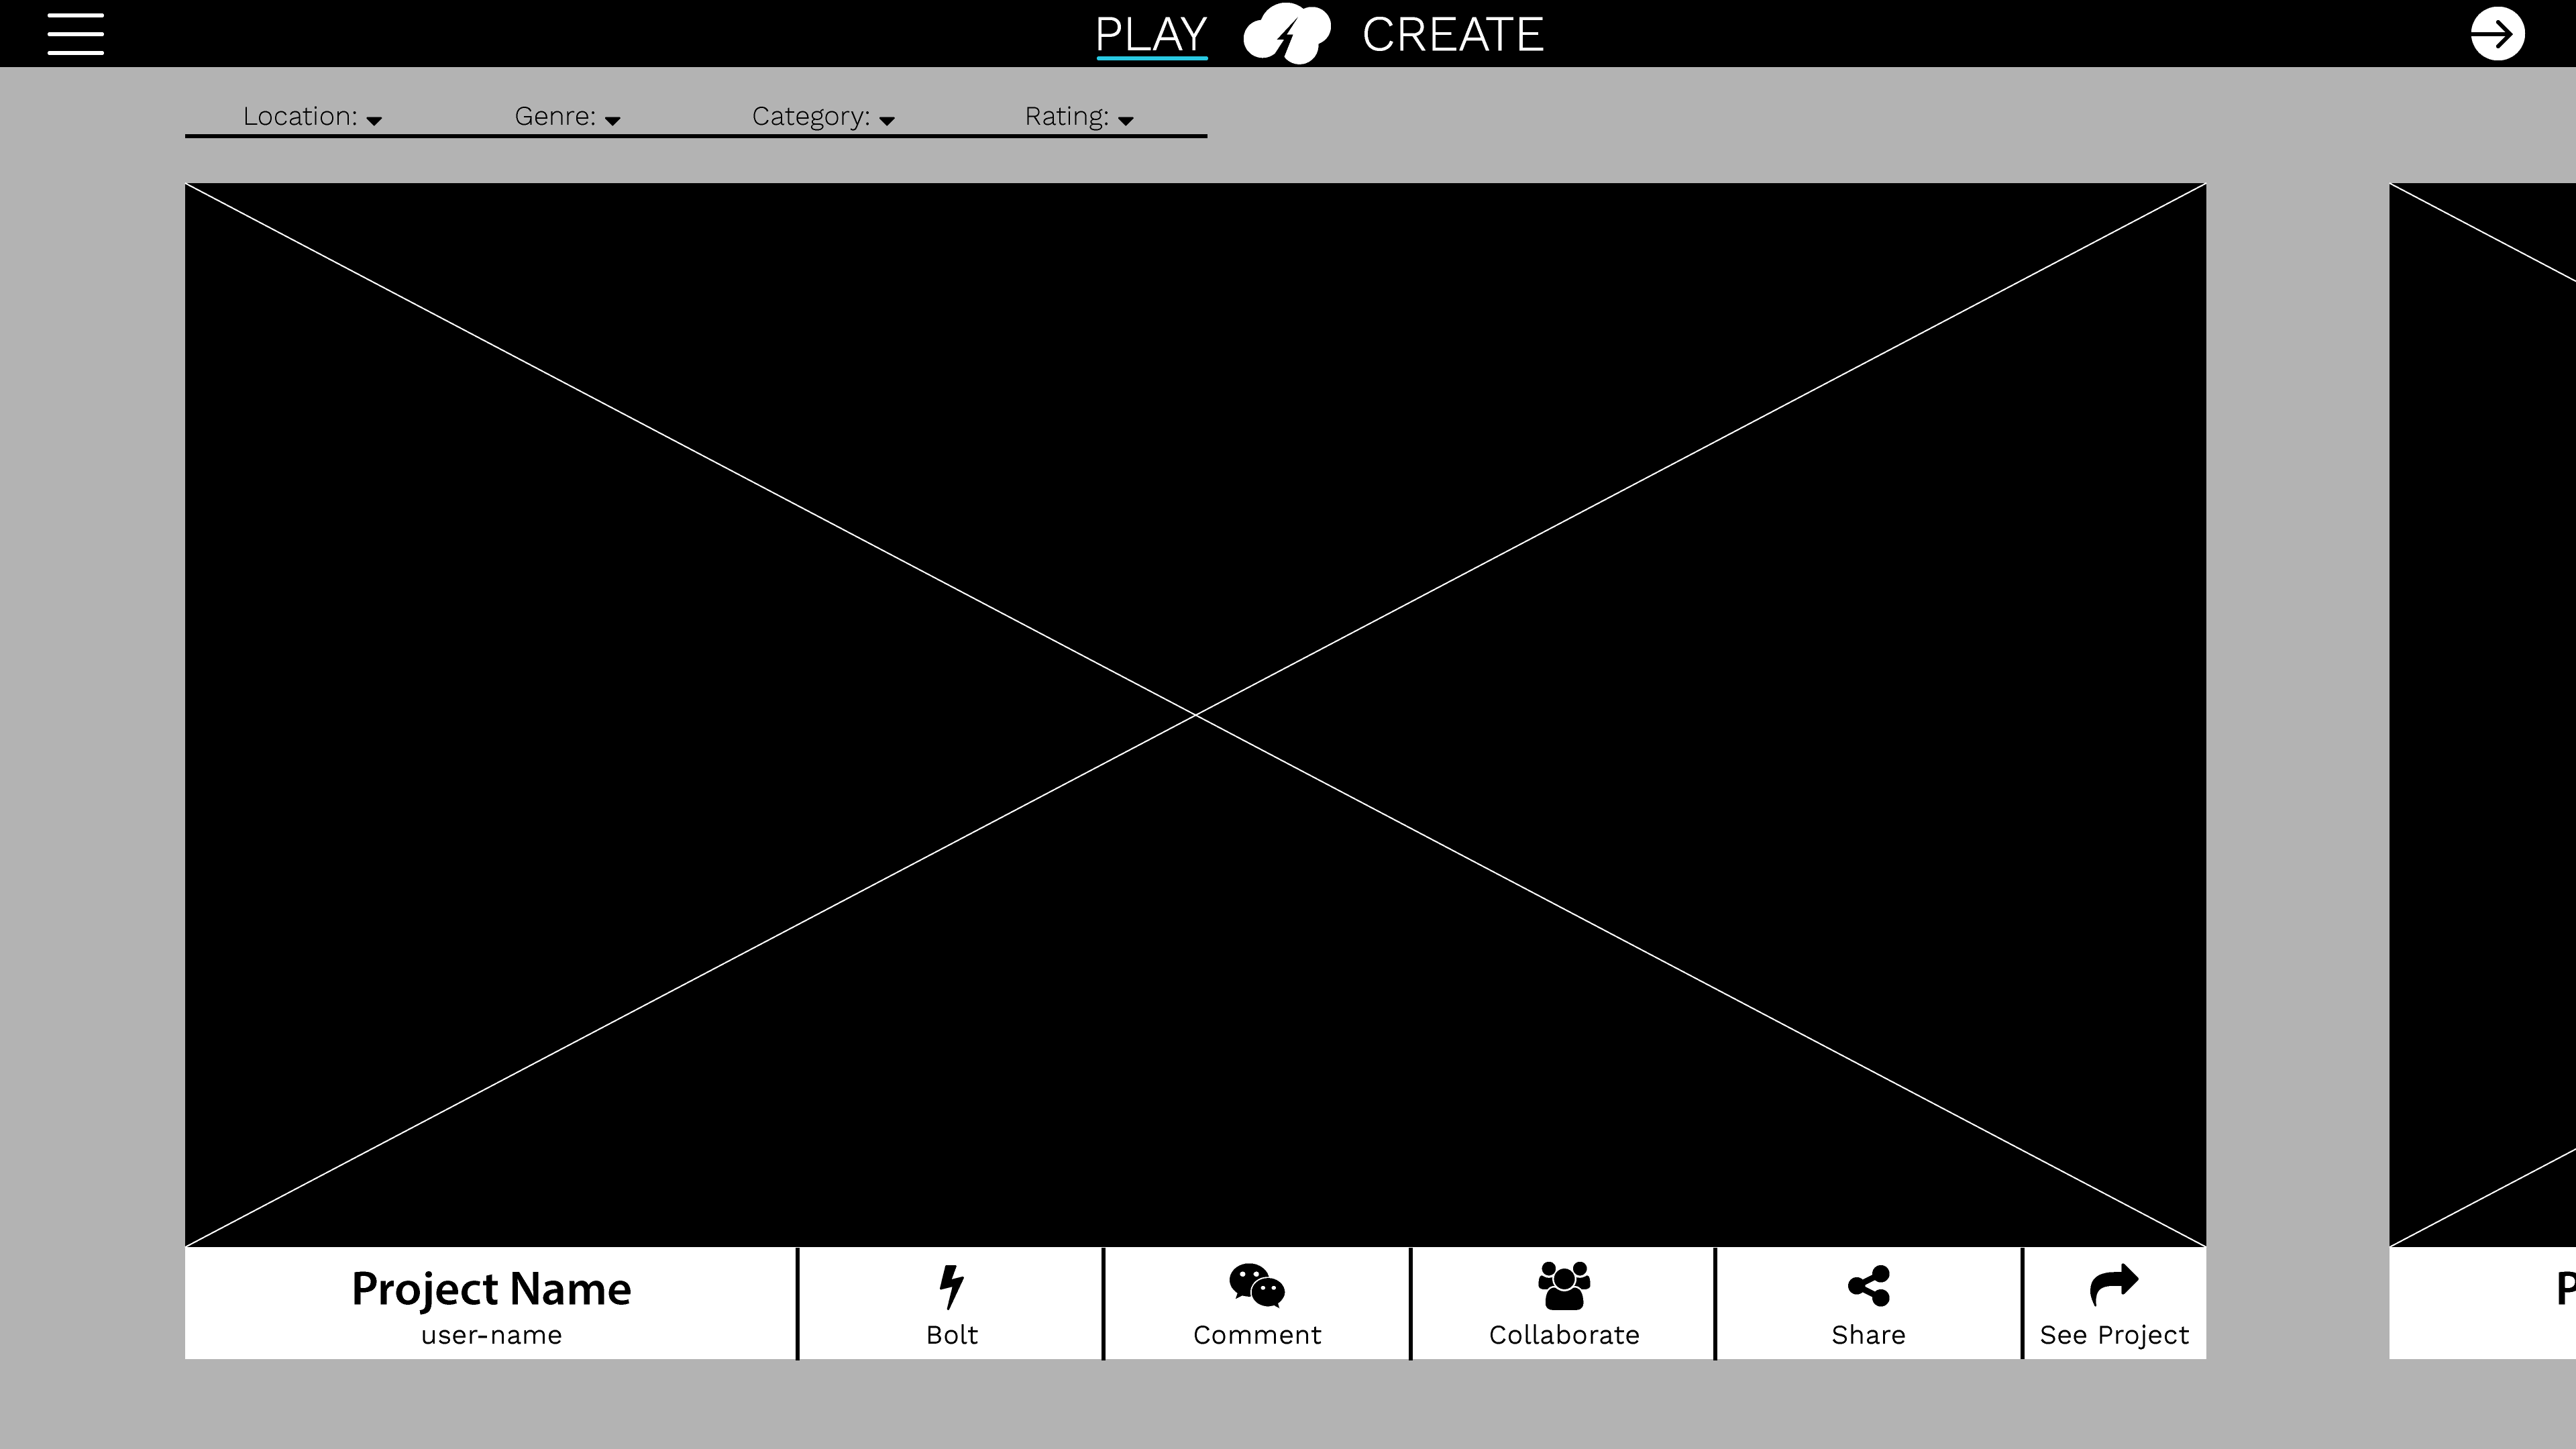 PLAY CREATE
Location: Genre: Category: Rating:
Project Name
user-name
Bolt
Comment
Collaborate
Share
See Project
P